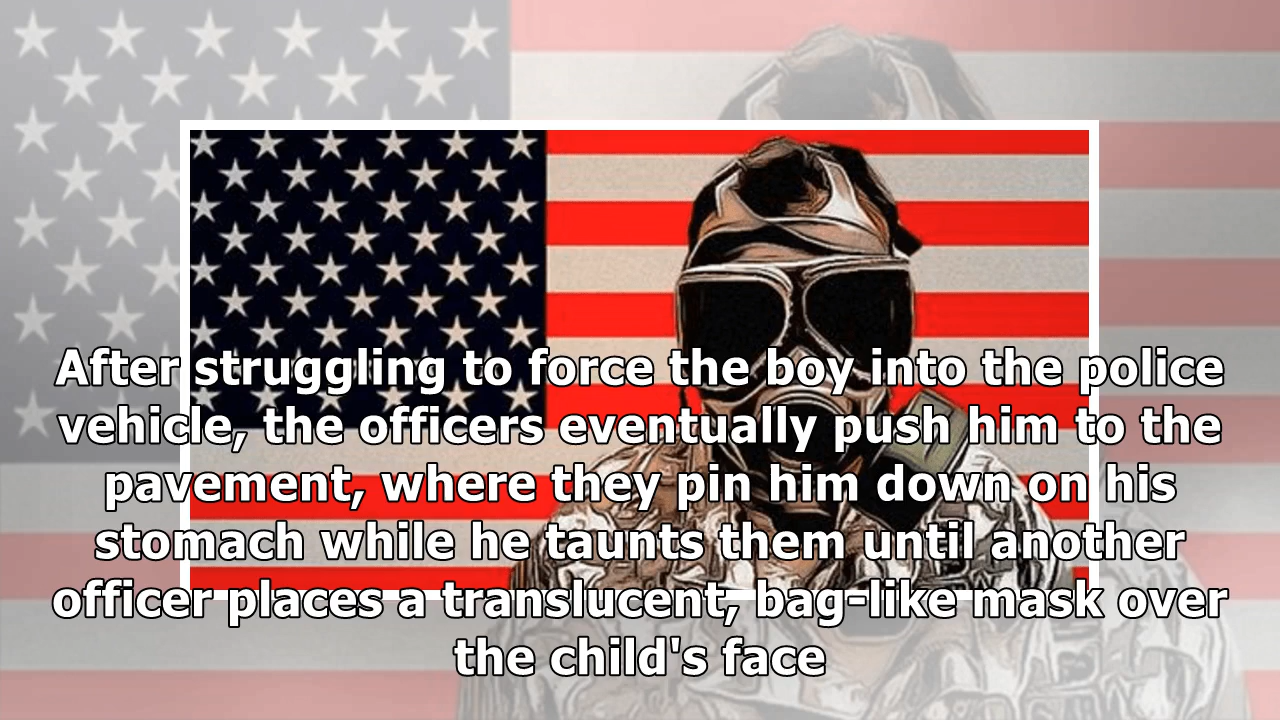 After struggling to force the boy into the police
vehicle, the officers eventually push him to the
pavement, where they pin him down on his
stomach while he taunts them until another
officer places a translucent, bag-like mask over
the child's face